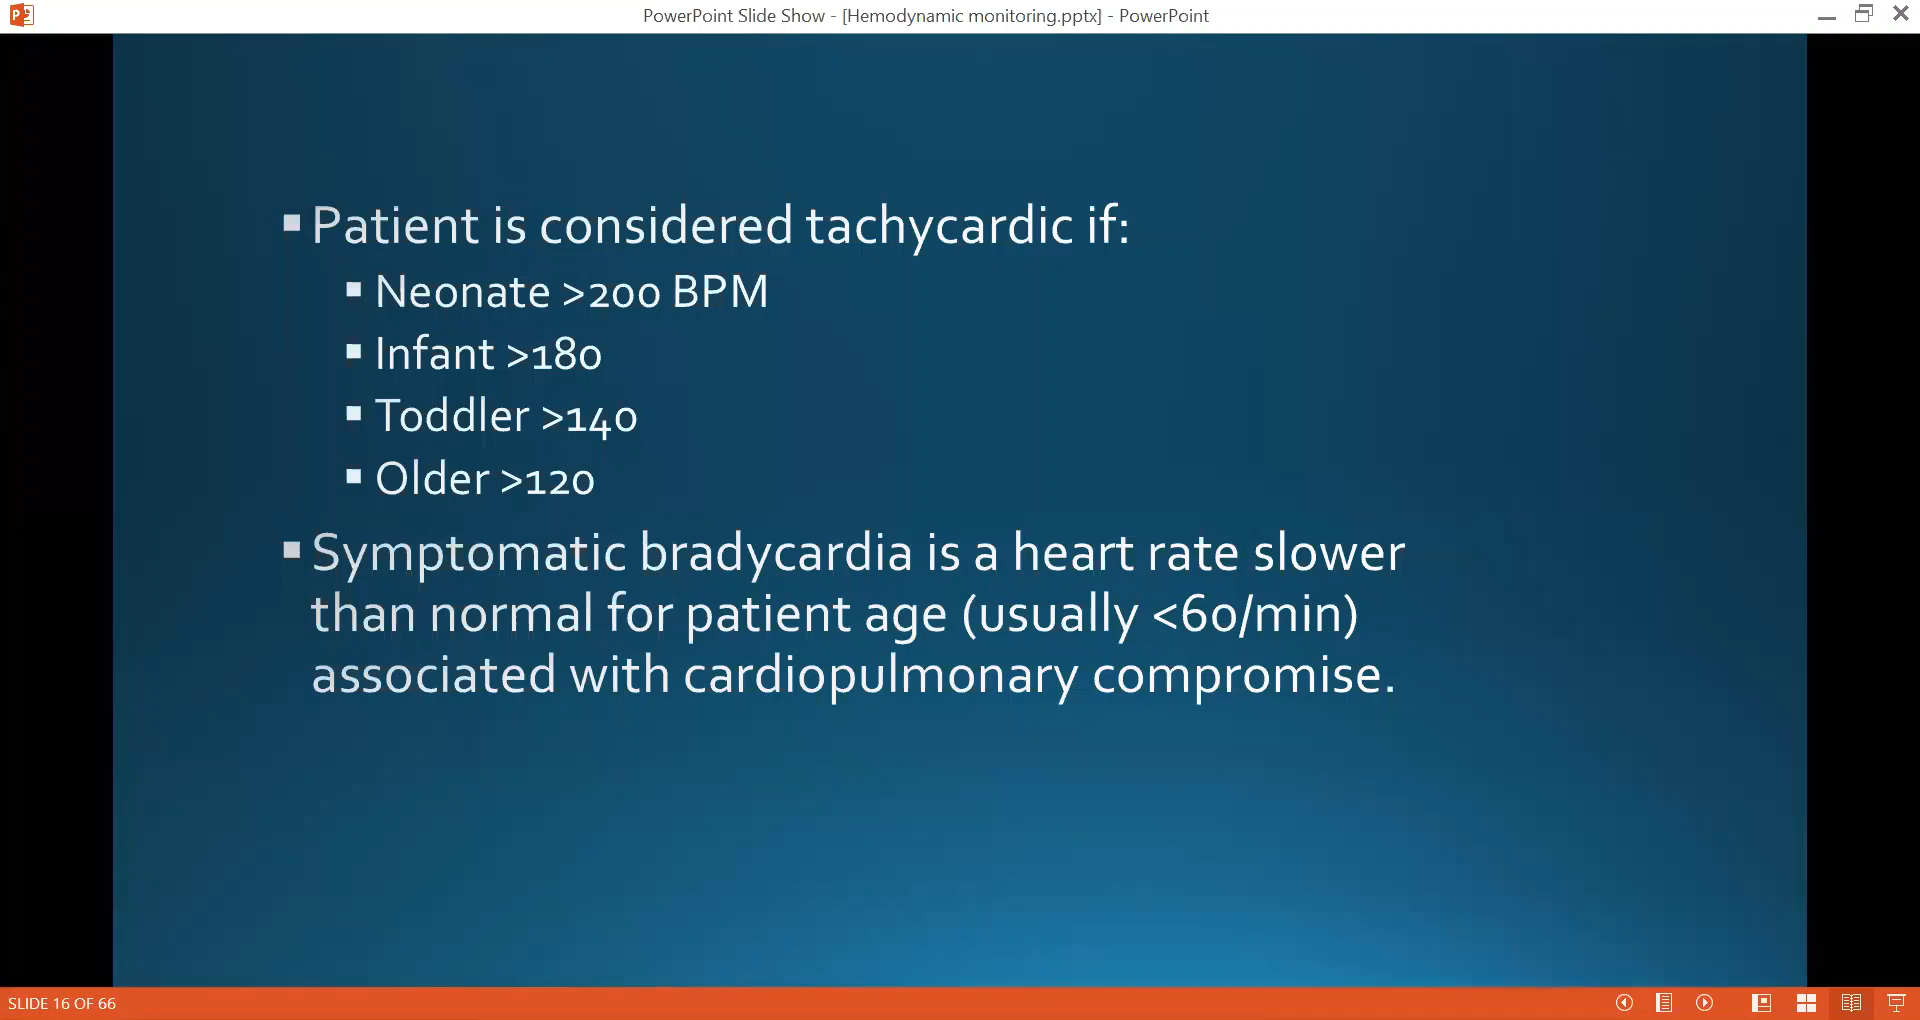 PowerPoint Slide Show - [Hemodynamic monitoring.pptx] - PowerPoint
▪ Patient is considered tachycardic if:
▪ Neonate >200 BPM
▪ Infant >180
▪ Toddler >140
▪ Older >120
▪ Symptomatic bradycardia is a heart rate slower
than normal for patient age (usually <60/min)
associated with cardiopulmonary compromise.
SLIDE 16 OF 66